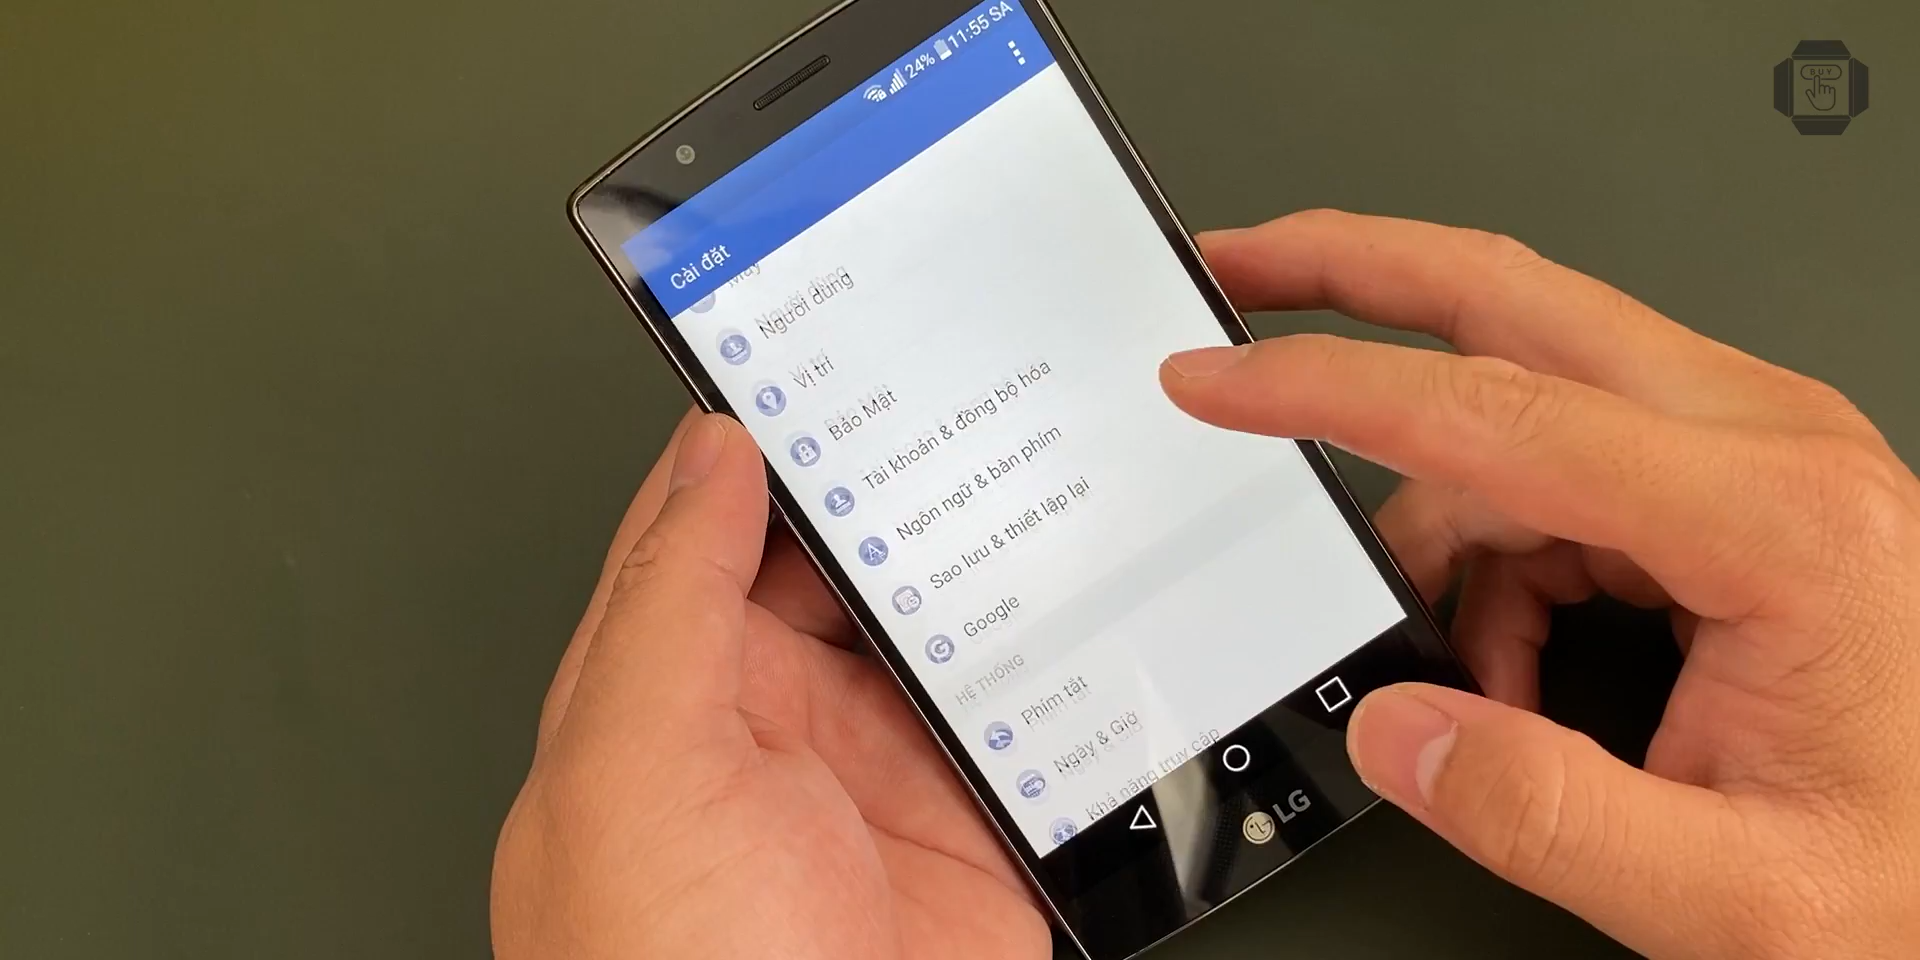 24% 11:55 SA
Cài đặt
Máy
Người dùng
Vị trí
Bảo Mật
Tài khoản & đồng bộ hóa
Ngôn ngữ & bàn phím
Sao lưu & thiết lập lại
Google
HỆ THỐNG
Phím tắt
Ngày & Giờ
Khả năng truy cập
LG
BUY